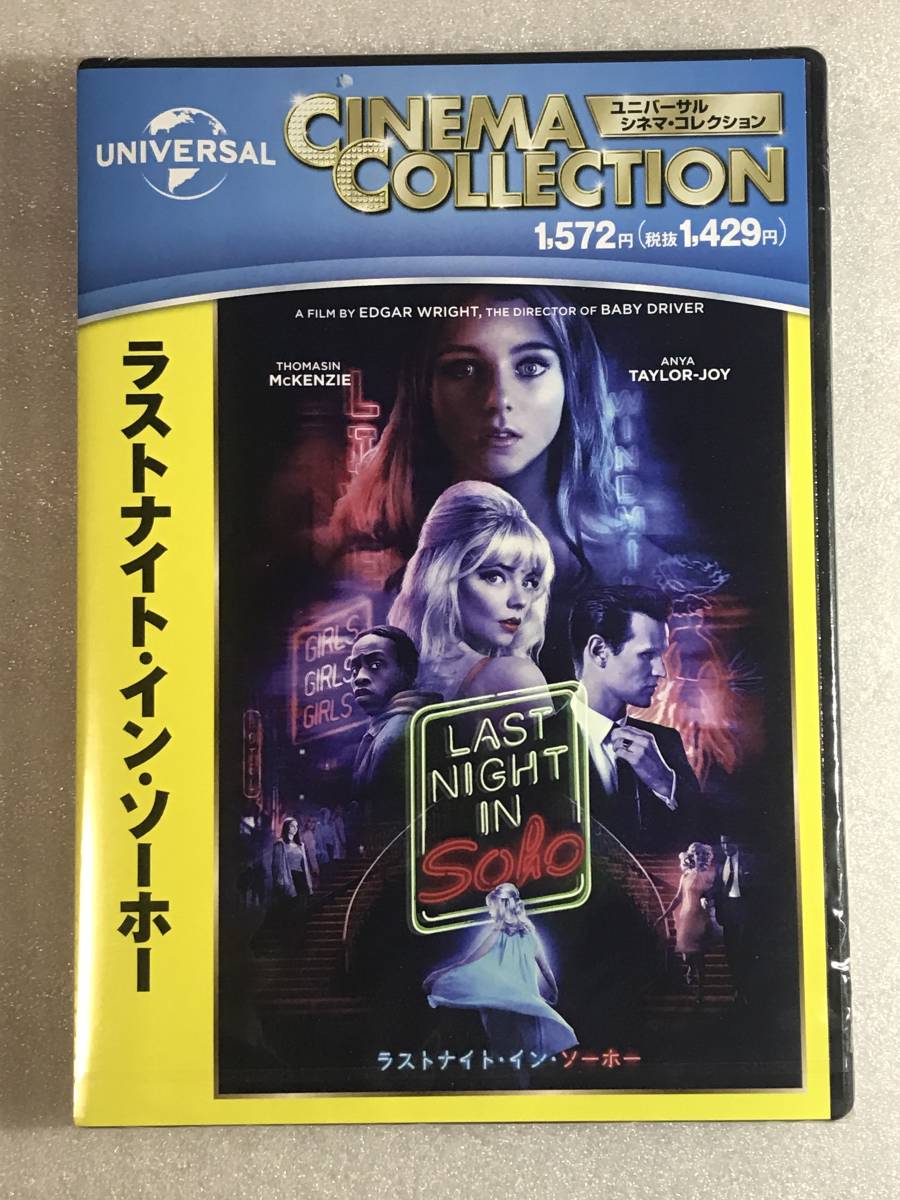 UNIVERSAL
CINEMA
COLLECTION
ユニバーサル
シネマ・コレクション
1,572円(税抜1,429円)
ラストナイト・イン・ソーホー
A FILM BY EDGAR WRIGHT, THE DIRECTOR OF BABY DRIVER
THOMASIN
McKENZIE
ANYA
TAYLOR-JOY
GIRLS
GIRLS
GIRLS
LAST
NIGHT
IN
Soho
ラストナイト・イン・ソーホー